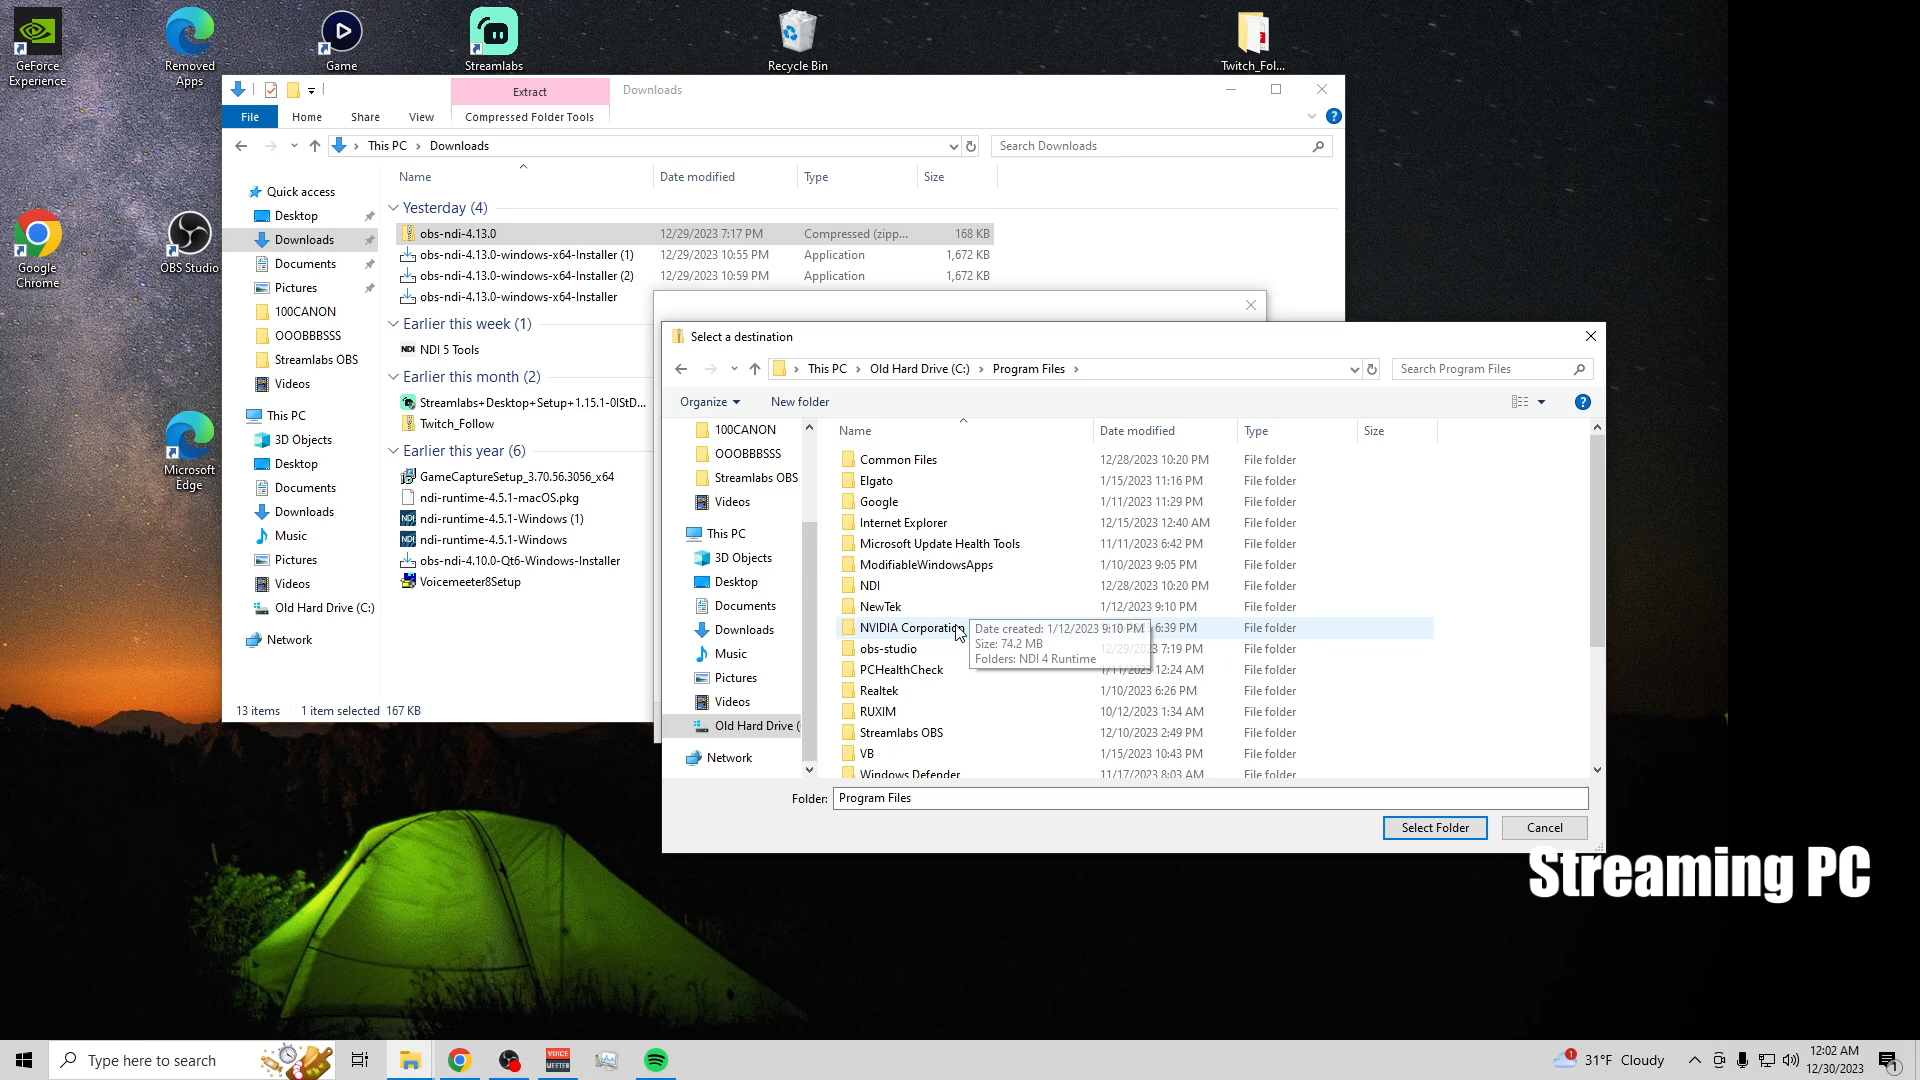 GeForce
Experience
Removed
Apps
Game
Streamlabs
Recycle Bin
Twitch_Fol...
Google
Chrome
OBS Studio
Microsoft
Edge
Extract
Downloads
File
Home
Share
View
Compressed Folder Tools
This PC
Downloads
Search Downloads
Name
Date modified
Type
Size
Quick access
Desktop
Downloads
Documents
Pictures
100CANON
OOOBBBSSS
Streamlabs OBS
Videos
This PC
3D Objects
Desktop
Documents
Downloads
Music
Pictures
Videos
Old Hard Drive (C:)
Network
Yesterday (4)
obs-ndi-4.13.0 12/29/2023 7:17 PM Compressed (zipp... 168 KB
obs-ndi-4.13.0-windows-x64-Installer (1) 12/29/2023 10:55 PM Application 1,672 KB
obs-ndi-4.13.0-windows-x64-Installer (2) 12/29/2023 10:59 PM Application 1,672 KB
obs-ndi-4.13.0-windows-x64-Installer
Earlier this week (1)
NDI NDI 5 Tools
Earlier this month (2)
Streamlabs+Desktop+Setup+1.15.1-0IStD...
Twitch_Follow
Earlier this year (6)
GameCaptureSetup_3.70.56.3056_x64
ndi-runtime-4.5.1-macOS.pkg
ndi-runtime-4.5.1-Windows (1)
ndi-runtime-4.5.1-Windows
obs-ndi-4.10.0-Qt6-Windows-Installer
Voicemeeter8Setup
13 items 1 item selected 167 KB
Select a destination
This PC
Old Hard Drive (C:)
Program Files
Search Program Files
Organize
New folder
100CANON
OOOBBBSSS
Streamlabs OBS
Videos
This PC
3D Objects
Desktop
Documents
Downloads
Music
Pictures
Videos
Old Hard Drive (
Network
Name Date modified Type Size
Common Files 12/28/2023 10:20 PM File folder
Elgato 1/15/2023 11:16 PM File folder
Google 1/11/2023 11:29 PM File folder
Internet Explorer 12/15/2023 12:40 AM File folder
Microsoft Update Health Tools 11/11/2023 6:42 PM File folder
ModifiableWindowsApps 1/10/2023 9:05 PM File folder
NDI 12/28/2023 10:20 PM File folder
NewTek 1/12/2023 9:10 PM File folder
NVIDIA Corporation 6:39 PM File folder
Date created: 1/12/2023 9:10 PM
Size: 74.2 MB
Folders: NDI 4 Runtime
obs-studio 12/29/2023 7:19 PM File folder
PCHealthCheck 1/11/2023 12:24 AM File folder
Realtek 1/10/2023 6:26 PM File folder
RUXIM 10/12/2023 1:34 AM File folder
Streamlabs OBS 12/10/2023 2:49 PM File folder
VB 1/15/2023 10:43 PM File folder
Windows Defender 11/17/2023 8:03 AM File folder
Folder: Program Files
Select Folder
Cancel
Streaming PC
Type here to search
VOICE
MEETER
1
31°F Cloudy
12:02 AM
12/30/2023
1